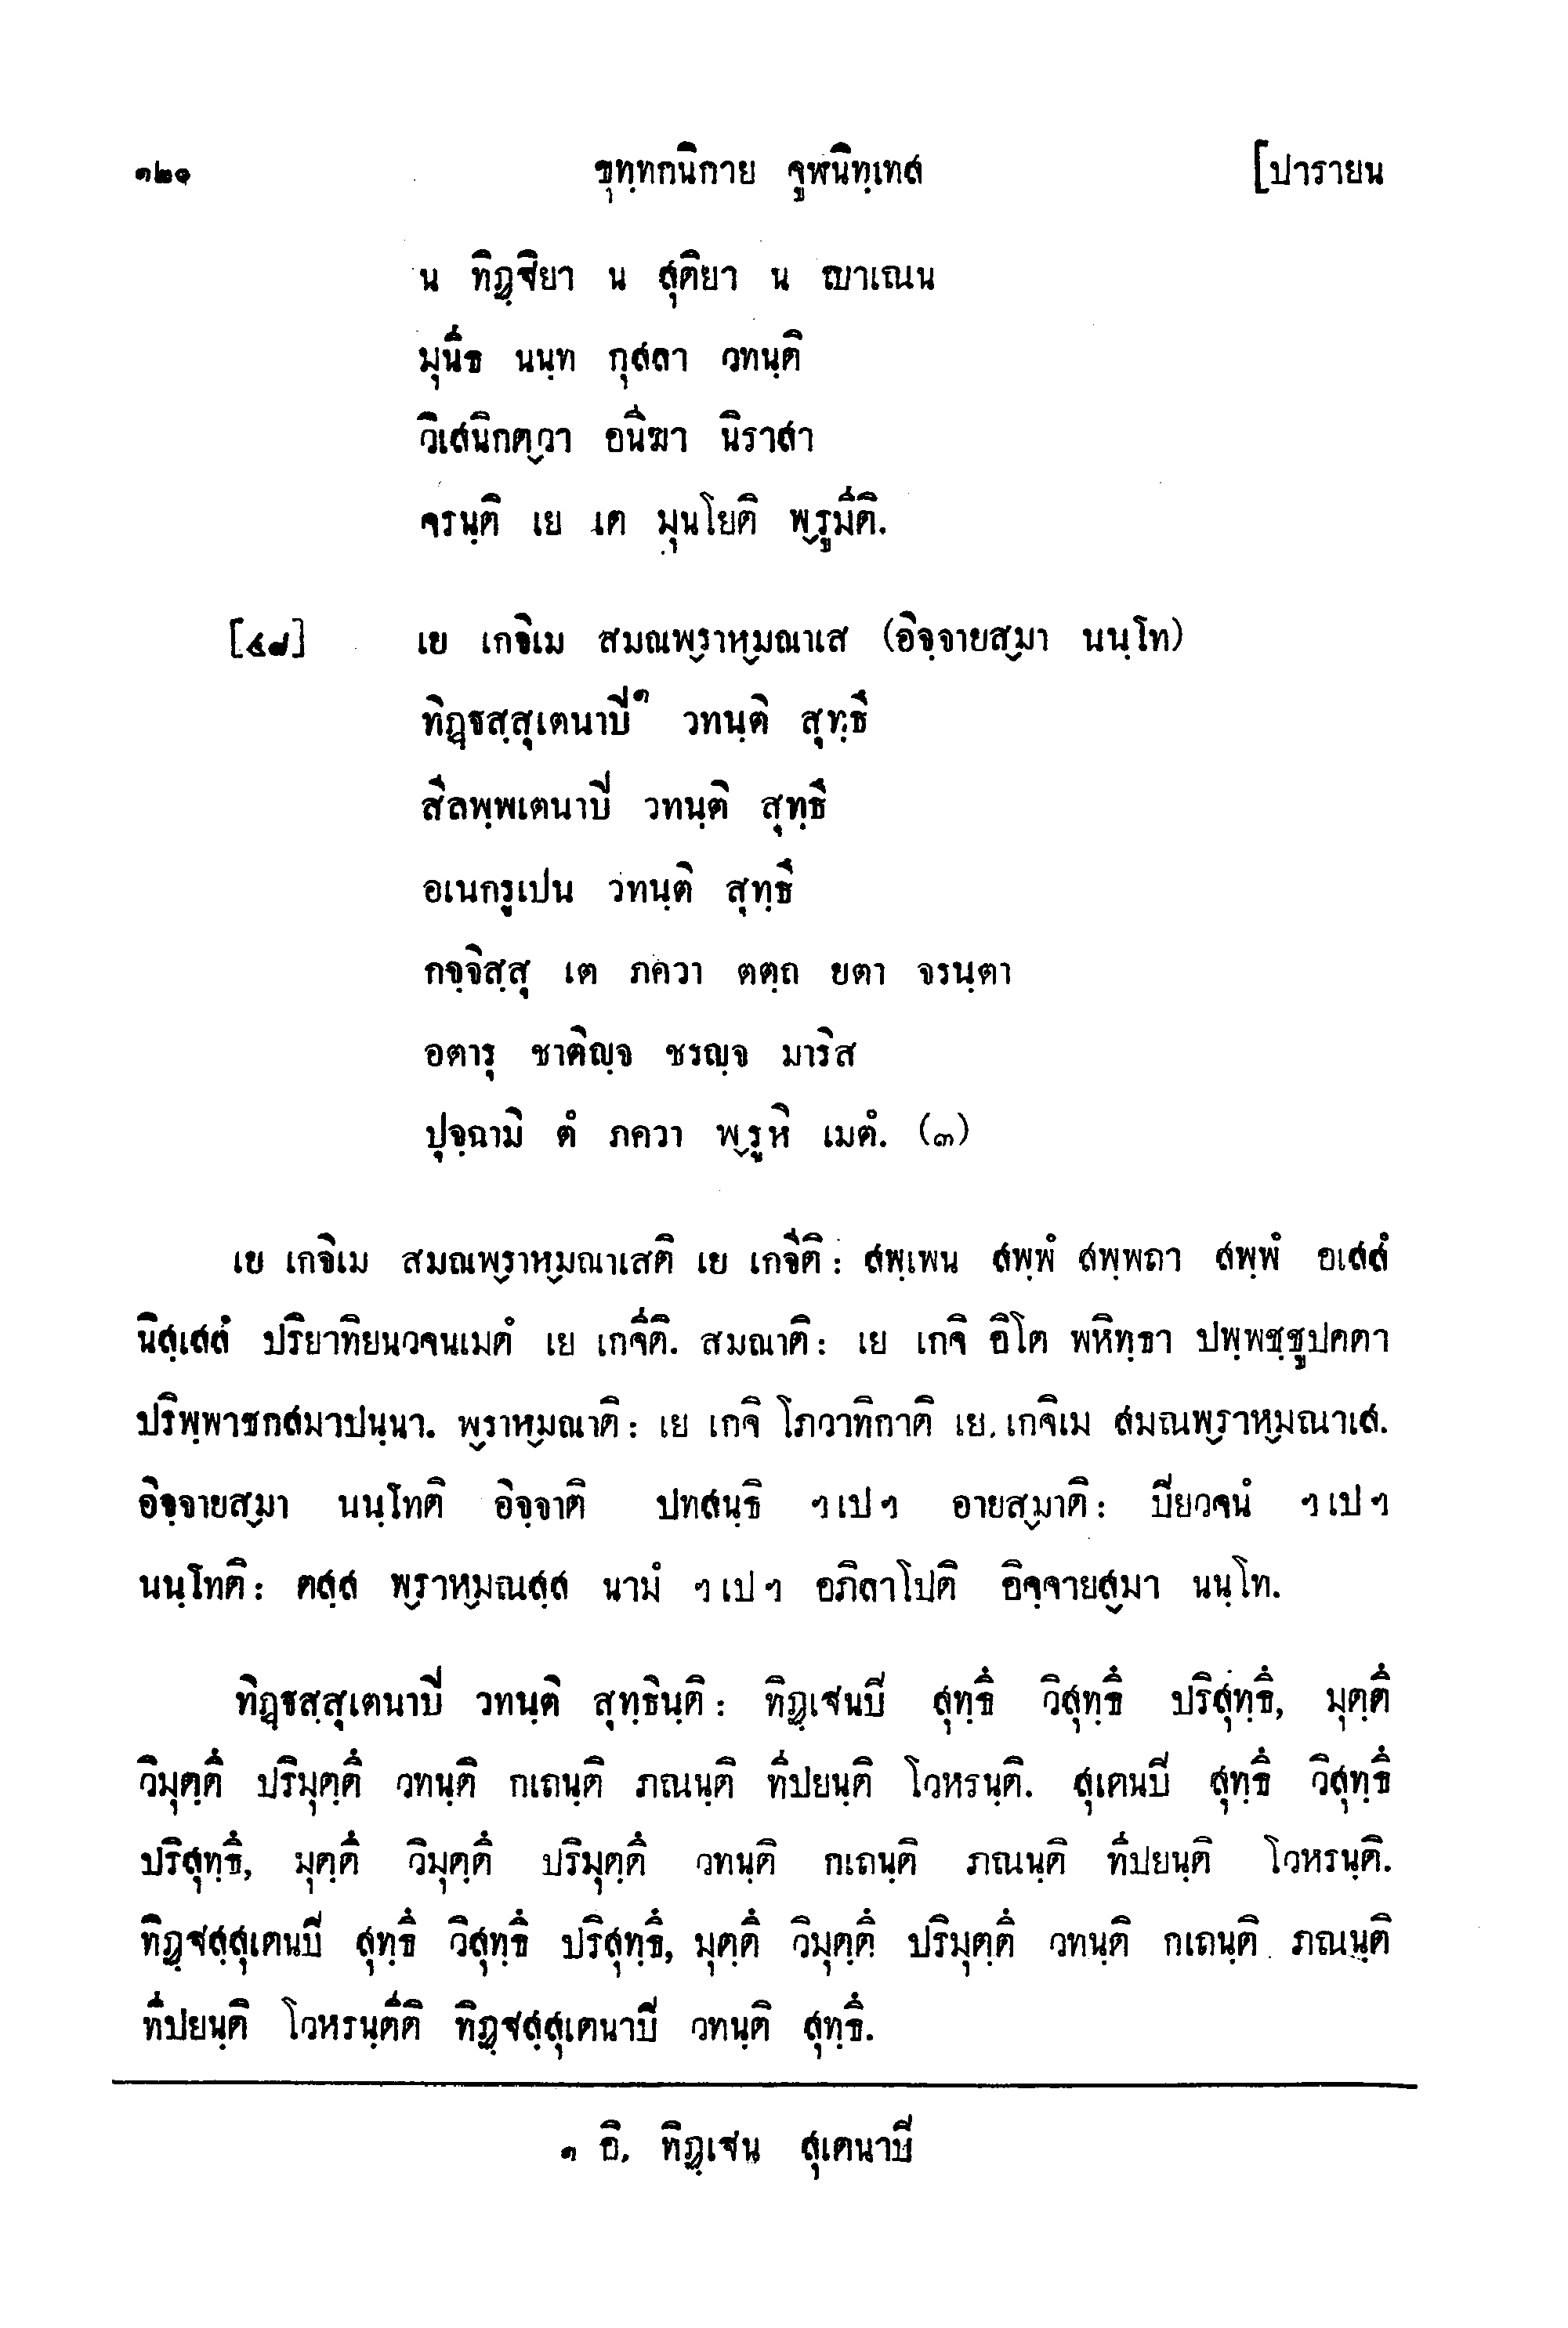 ๑๒๑ ขุทฺทกนิกาย จูฬนิทฺเทส [ปารายน
น ทิฏฺฐิยา น สุติยา น ญาเณน
มุนีธ นนฺท กุสลา วทนฺติ
วิเสนิกตฺวา อนีฆา นิราสา
จรนฺติ เย เต มุนโยติ พฺรูมีติ.
[๔๗] เย เกจิเม สมณพฺราหฺมณาเส (อิจฺจายสฺมา นนฺโท)
ทิฏฺฐสฺสุเตนาปี๑ วทนฺติ สุทฺธึ
สีลพฺพเตนาปี วทนฺติ สุทฺธึ
อเนกรูเปน วทนฺติ สุทฺธึ
กจฺจิสฺสุ เต ภควา ตตฺถ ยตา จรนฺตา
อตารุ ชาติญฺจ ชรญฺจ มาริส
ปุจฺฉามิ ตํ ภควา พฺรูหิ เมตํ. (๓)
เย เกจิเม สมณพฺราหฺมณาเสติ เย เกจีติ: สพฺเพน สพฺพํ สพฺพถา สพฺพํ อเสสํ
นิสฺเสสํ ปริยาทิยนวจนเมตํ เย เกจีติ. สมณาติ: เย เกจิ อิโต พหิทฺธา ปพฺพชฺชูปคตา
ปริพฺพาชกสมาปนฺนา. พฺราหฺมณาติ: เย เกจิ โภวาทิกาติ เย เกจิเม สมณพฺราหฺมณาเส.
อิจฺจายสฺมา นนฺโทติ อิจฺจาติ ปทสนฺธิ ฯเปฯ อายสฺมาติ: ปิยวจนํ ฯเปฯ
นนฺโทติ: ตสฺส พฺราหฺมณสฺส นามํ ฯเปฯ อภิลาโปติ อิจฺจายสฺมา นนฺโท.
ทิฏฺฐสฺสุเตนาปี วทนฺติ สุทฺธินฺติ: ทิฏฺเฐนปิ สุทฺธึ วิสุทฺธึ ปริสุทฺธึ, มุตฺตึ
วิมุตฺตึ ปริมุตฺตึ วทนฺติ กเถนฺติ ภณนฺติ ทีปยนฺติ โวหรนฺติ. สุเตนปิ สุทฺธึ วิสุทฺธึ
ปริสุทฺธึ, มุตฺตึ วิมุตฺตึ ปริมุตฺตึ วทนฺติ กเถนฺติ ภณนฺติ ทีปยนฺติ โวหรนฺติ.
ทิฏฺฐสฺสุเตนปิ สุทฺธึ วิสุทฺธึ ปริสุทฺธึ, มุตฺตึ วิมุตฺตึ ปริมุตฺตึ วทนฺติ กเถนฺติ ภณนฺติ
ทีปยนฺติ โวหรนฺตีติ ทิฏฺฐสฺสุเตนาปี วทนฺติ สุทฺธึ.
๑ อิ. ทิฏฺเฐน สุเตนาปิ